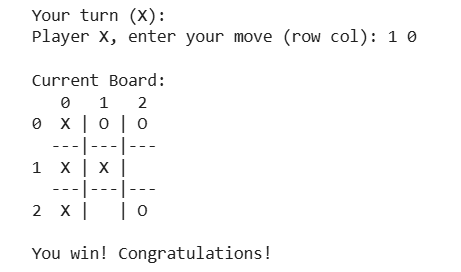 Your turn (X):
Player X, enter your move (row col): 1 0
Current Board:
0 1 2
0 X | O | O
---|---|---
1 X | X |
---|---|---
2 X | | O
You win! Congratulations!